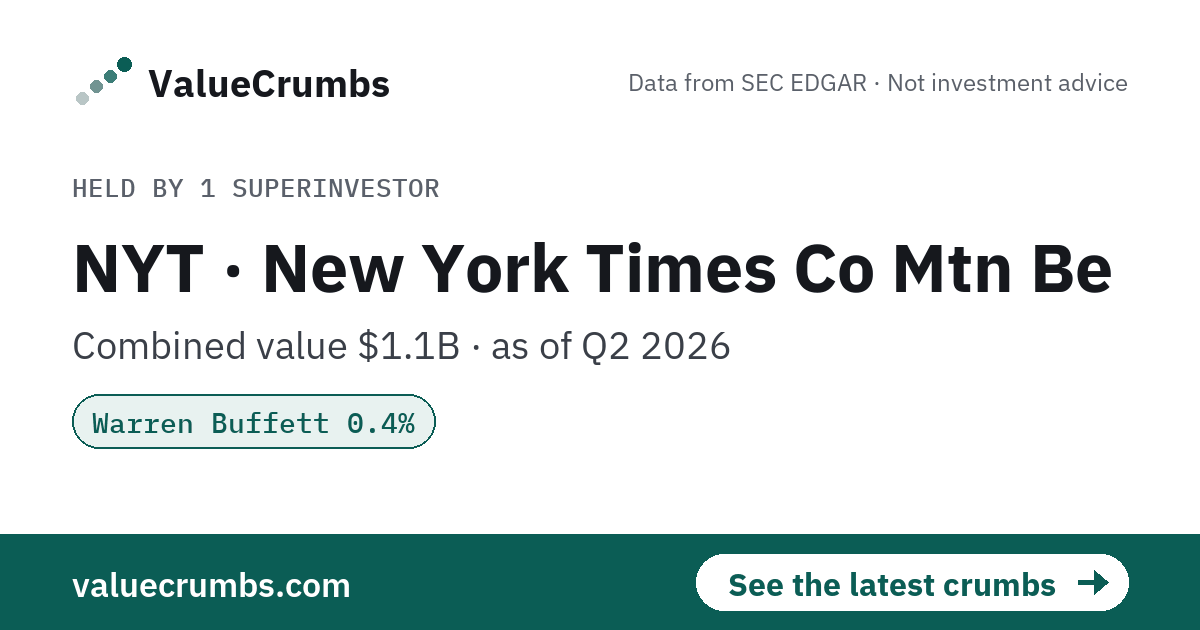 ValueCrumbs
Data from SEC EDGAR · Not investment advice
HELD BY 1 SUPERINVESTOR
NYT · New York Times Co Mtn Be
Combined value $1.1B · as of Q2 2026
Warren Buffett 0.4%
valuecrumbs.com
See the latest crumbs